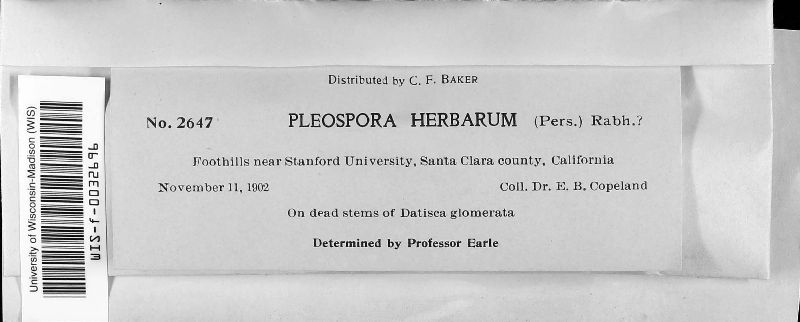 Distributed by C. F. BAKER
No. 2647 PLEOSPORA HERBARUM (Pers.) Rabh.?
Foothills near Stanford University, Santa Clara county, California
November 11, 1902 Coll. Dr. E. B. Copeland
On dead stems of Datisca glomerata
Determined by Professor Earle
University of Wisconsin-Madison (WIS)
WIS-f-0032696